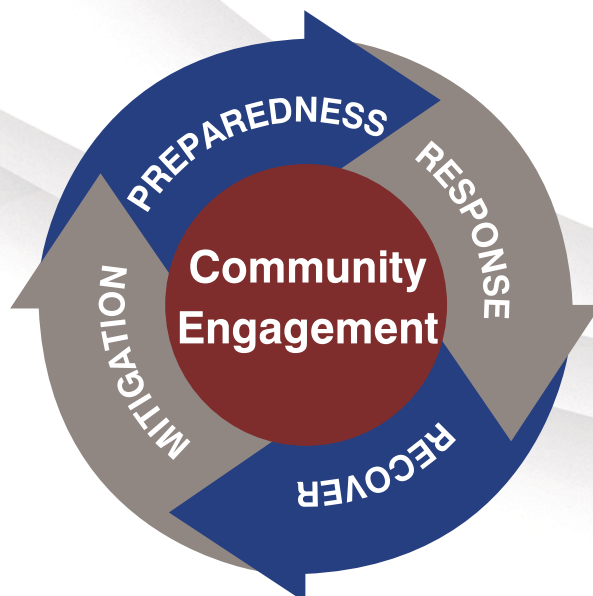 PREPAREDNESS
RESPONSE
Community
Engagement
MITIGATION
RECOVER